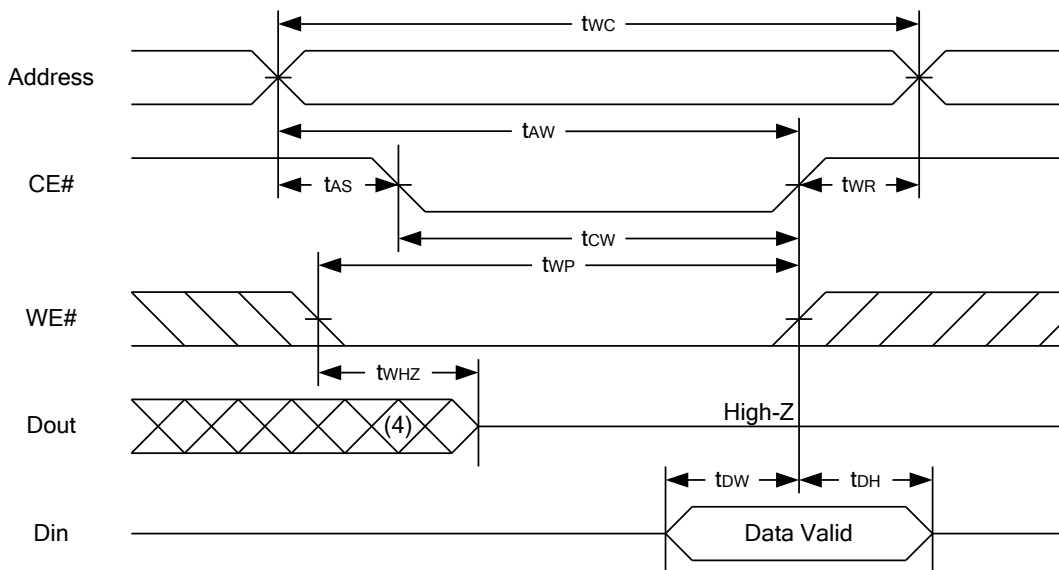 tWC
Address
tAW
CE#
tAS
tWR
tCW
tWP
WE#
tWHZ
Dout
(4)
High-Z
tDW
tDH
Din
Data Valid